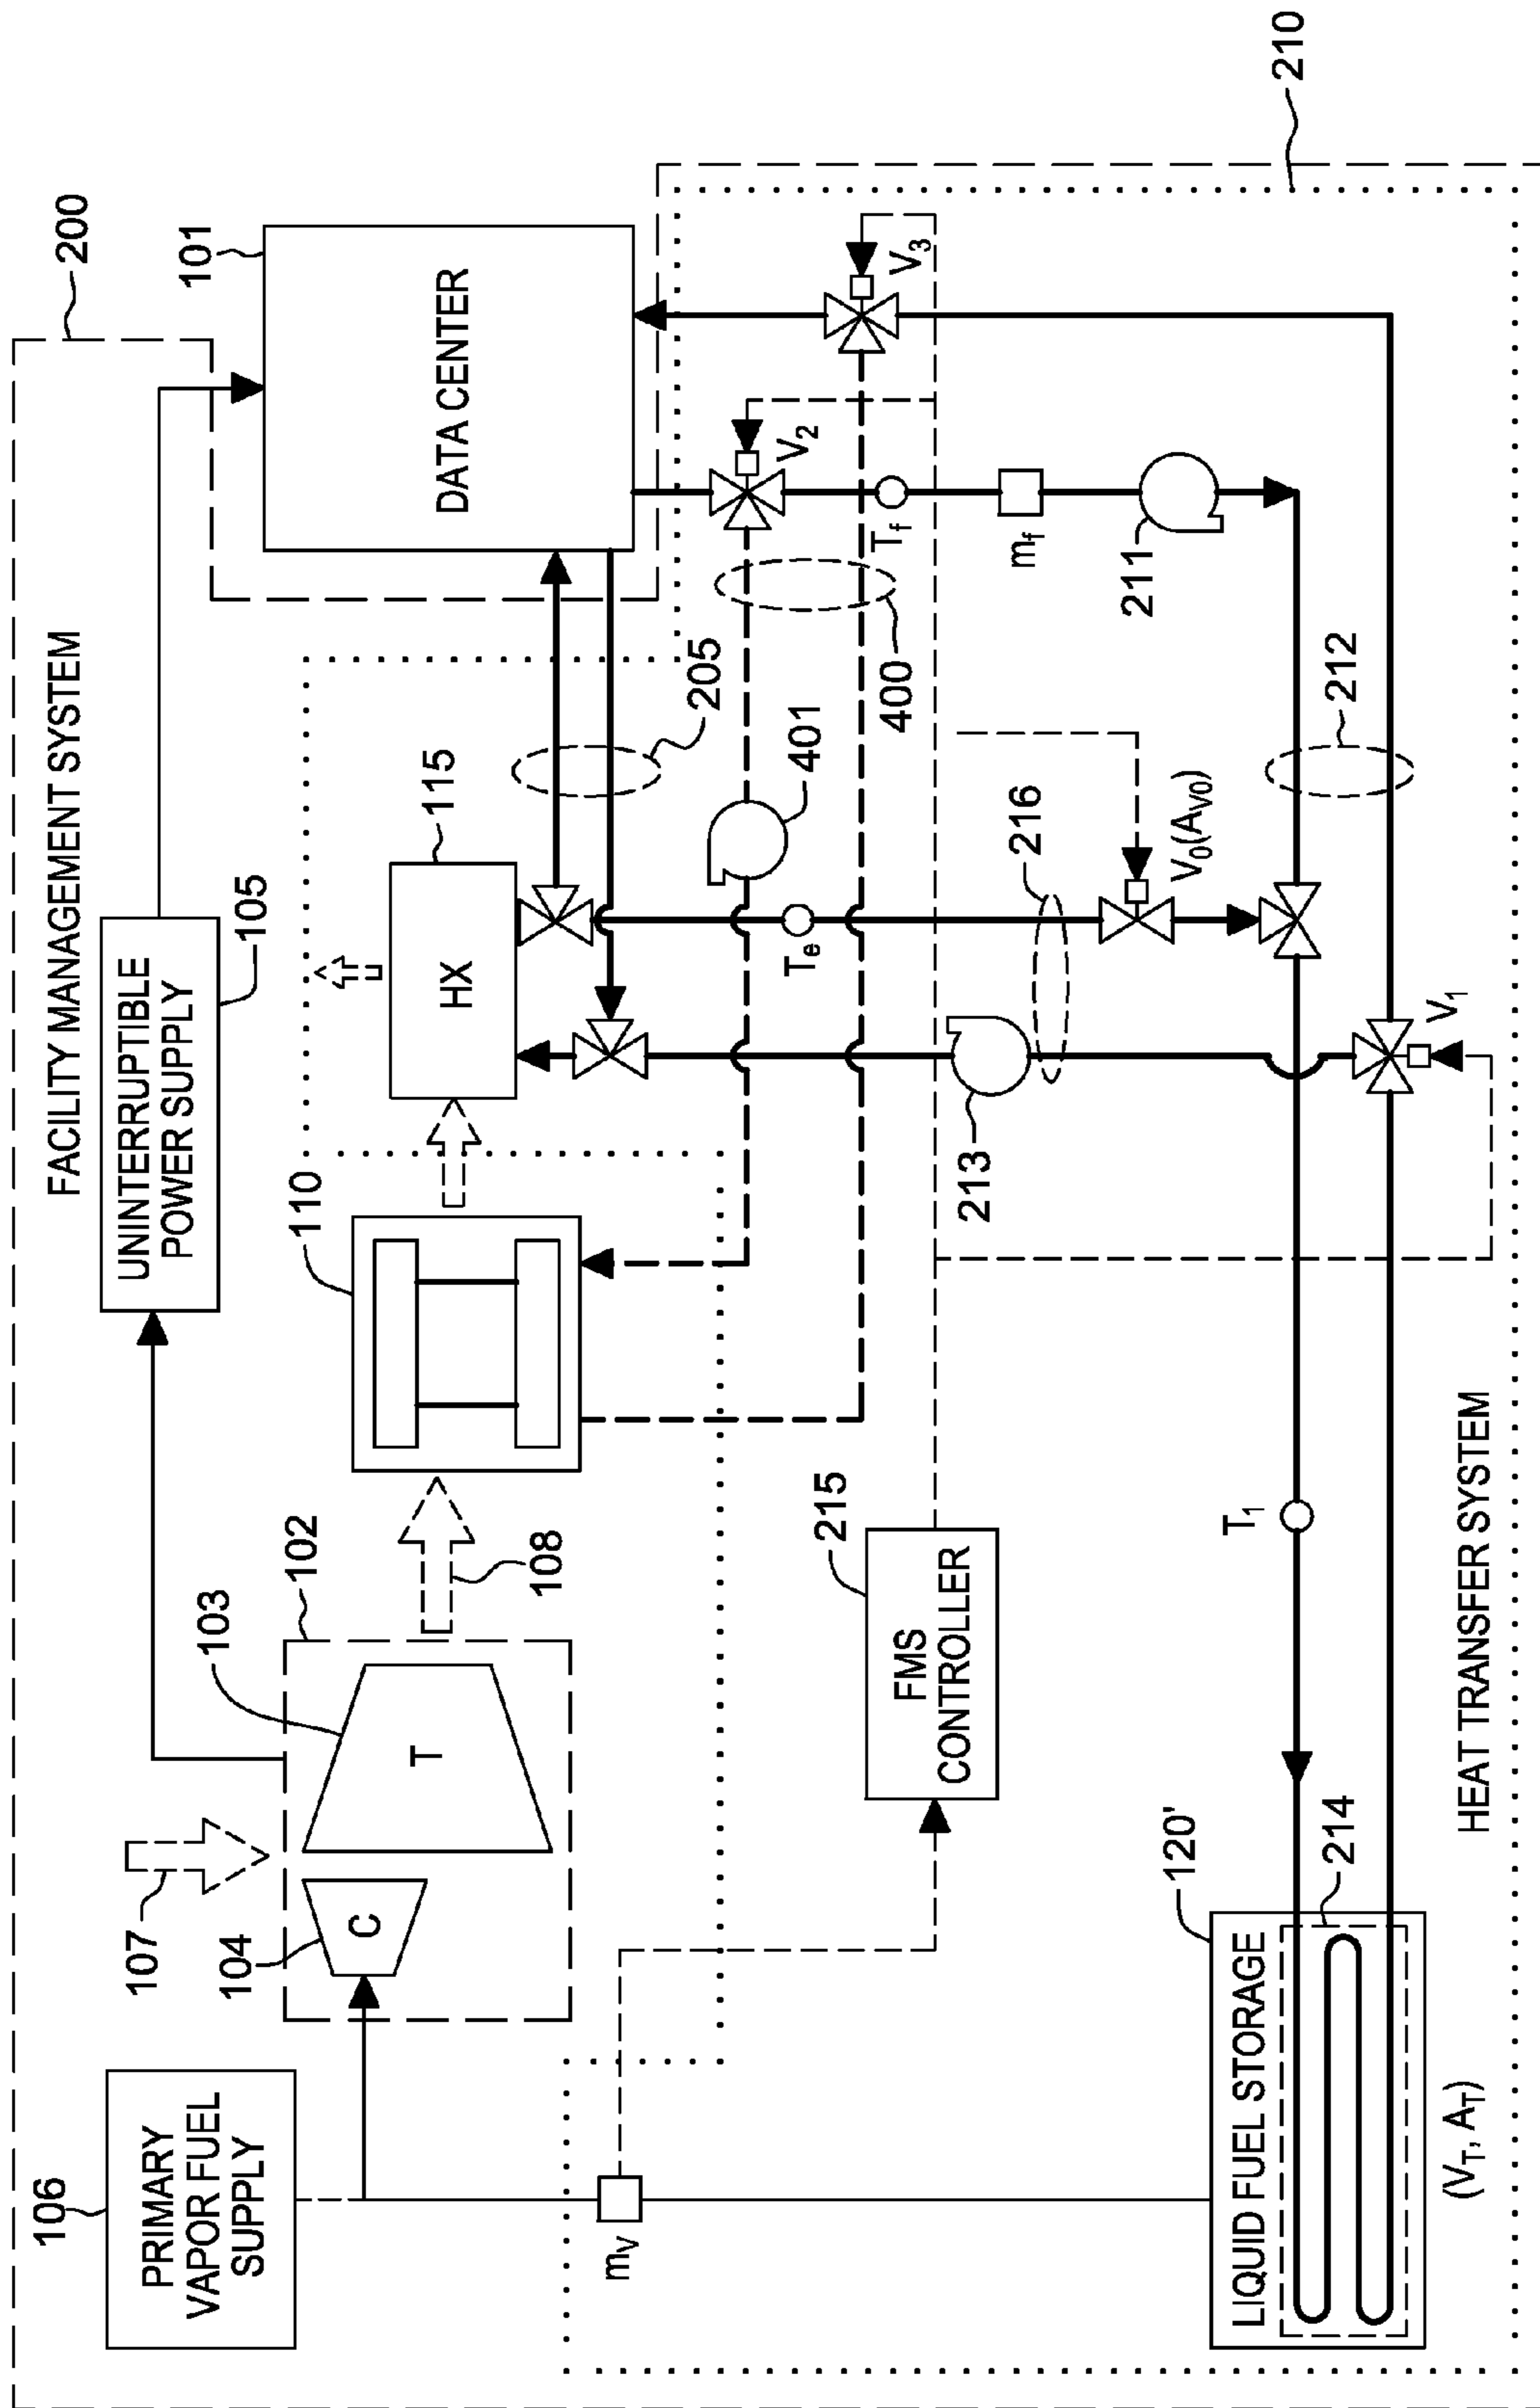 FACILITY MANAGEMENT SYSTEM
200
106
PRIMARY
VAPOR FUEL
SUPPLY
107
104
C
103
T
102
108
UNINTERRUPTIBLE
POWER SUPPLY
105
110
115
HX
205
101
DATA CENTER
401
400
V2
V3
Tf
mf
211
Te
216
V0(AV0)
213
212
V1
210
mV
215
FMS
CONTROLLER
T1
120'
LIQUID FUEL STORAGE
214
(VT, AT)
HEAT TRANSFER SYSTEM